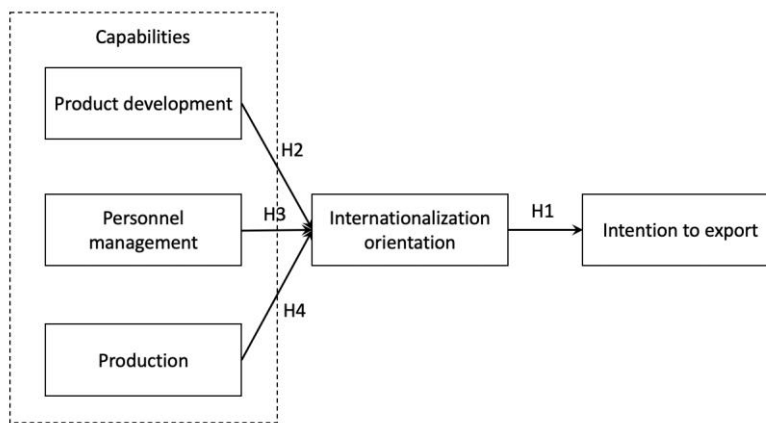 Capabilities
Product development
H2
Personnel
management
H3
Internationalization
orientation
H1
Intention to export
H4
Production